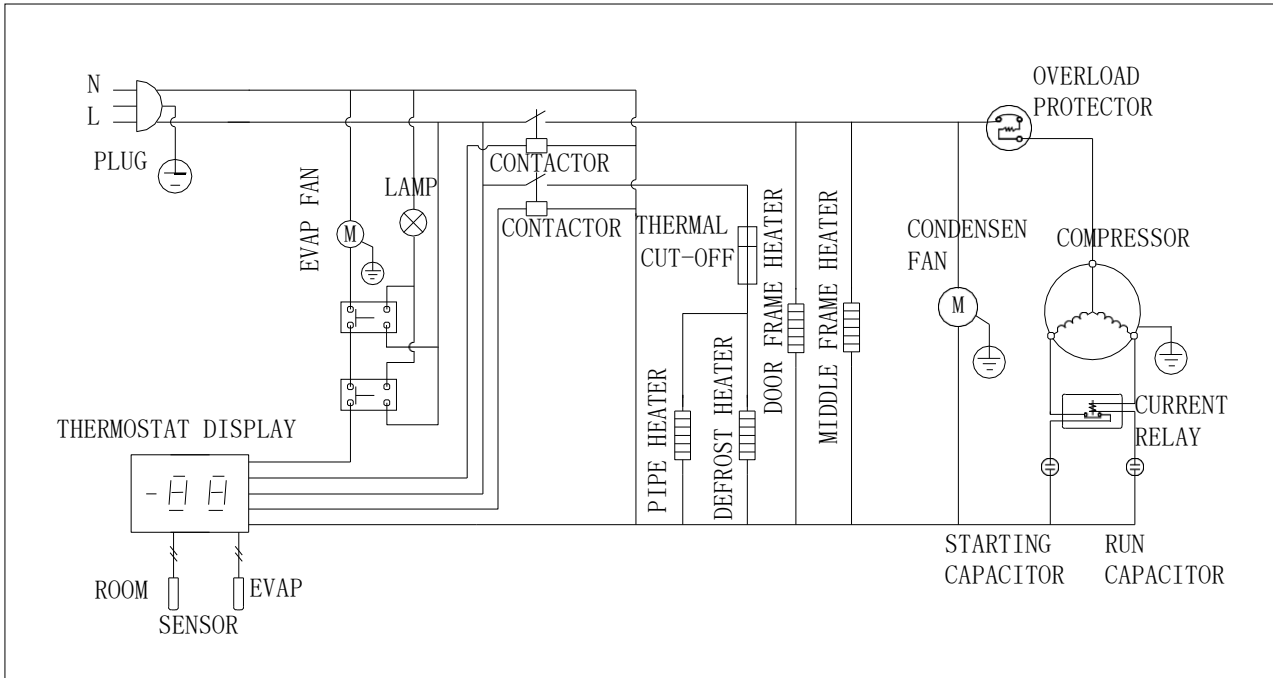 N
L
PLUG
EVAP FAN
M
LAMP
CONTACTOR
CONTACTOR
THERMAL
CUT-OFF
PIPE HEATER
DEFROST HEATER
DOOR FRAME HEATER
MIDDLE FRAME HEATER
CONDENSEN
FAN
M
OVERLOAD
PROTECTOR
COMPRESSOR
CURRENT
RELAY
STARTING
CAPACITOR
RUN
CAPACITOR
THERMOSTAT DISPLAY
-88
ROOM
EVAP
SENSOR